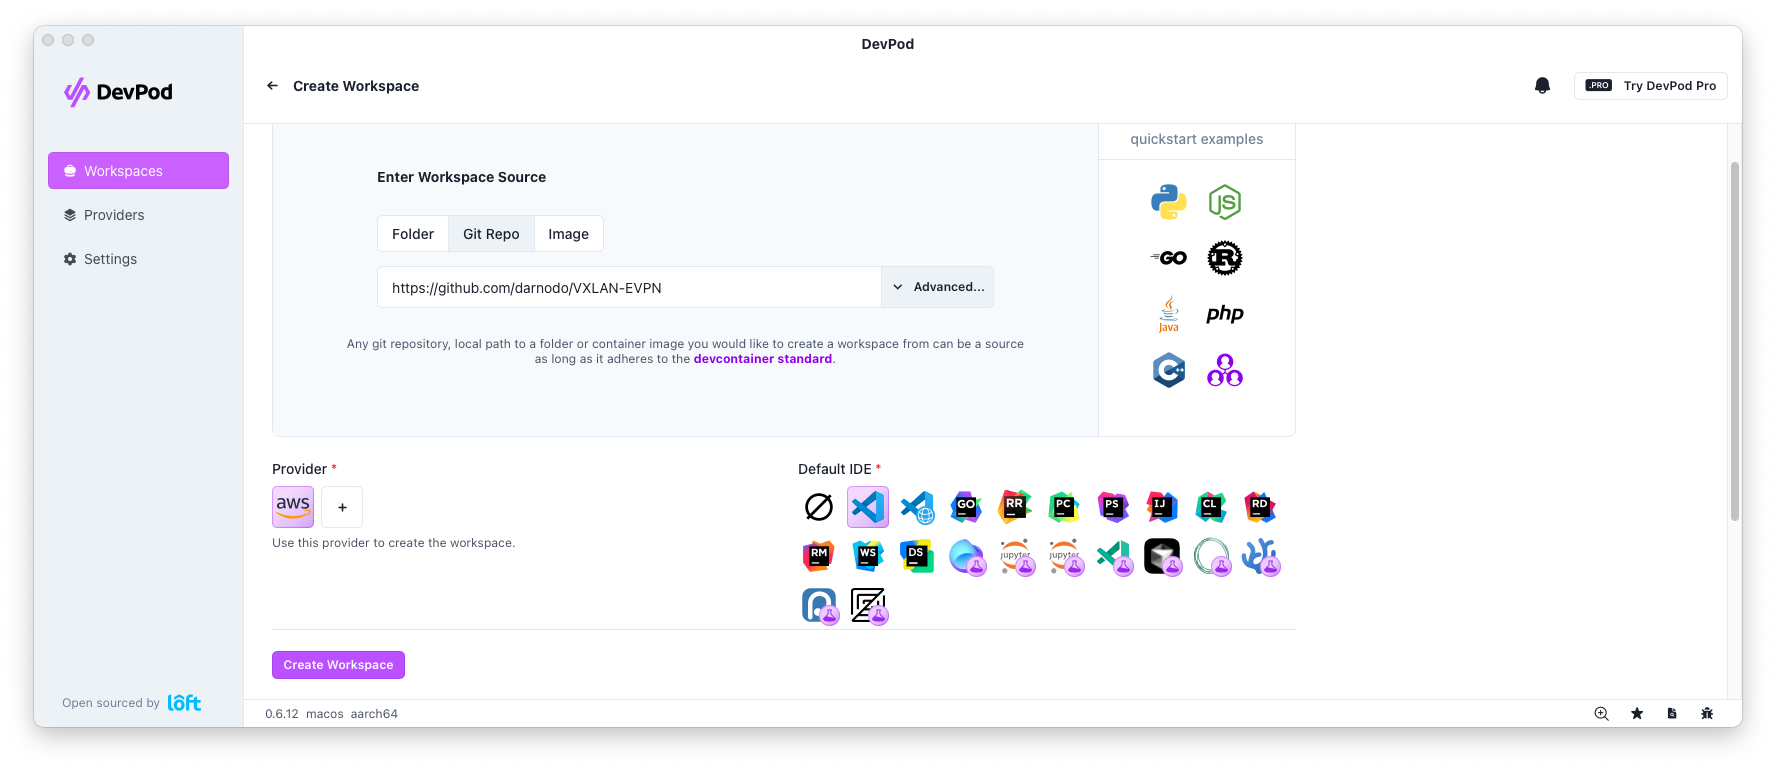 DevPod
DevPod
Create Workspace
.PRO Try DevPod Pro
Workspaces
Providers
Settings
quickstart examples
Enter Workspace Source
Folder Git Repo Image
https://github.com/darnodo/VXLAN-EVPN Advanced...
Any git repository, local path to a folder or container image you would like to create a workspace from can be a source
as long as it adheres to the devcontainer standard.
JS
GO R
Java php
C++
Provider *
aws +
Use this provider to create the workspace.
Default IDE *
GO RR PC PS IJ CL RD
RM WS DS jupyter jupyter
Create Workspace
Open sourced by loft
0.6.12 macos aarch64